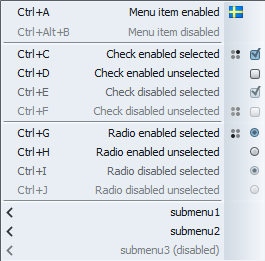 Ctrl+A Menu item enabled
Ctrl+Alt+B Menu item disabled
Ctrl+C Check enabled selected
Ctrl+D Check enabled unselected
Ctrl+E Check disabled selected
Ctrl+F Check disabled unselected
Ctrl+G Radio enabled selected
Ctrl+H Radio enabled unselected
Ctrl+I Radio disabled selected
Ctrl+J Radio disabled unselected
submenu1
submenu2
submenu3 (disabled)